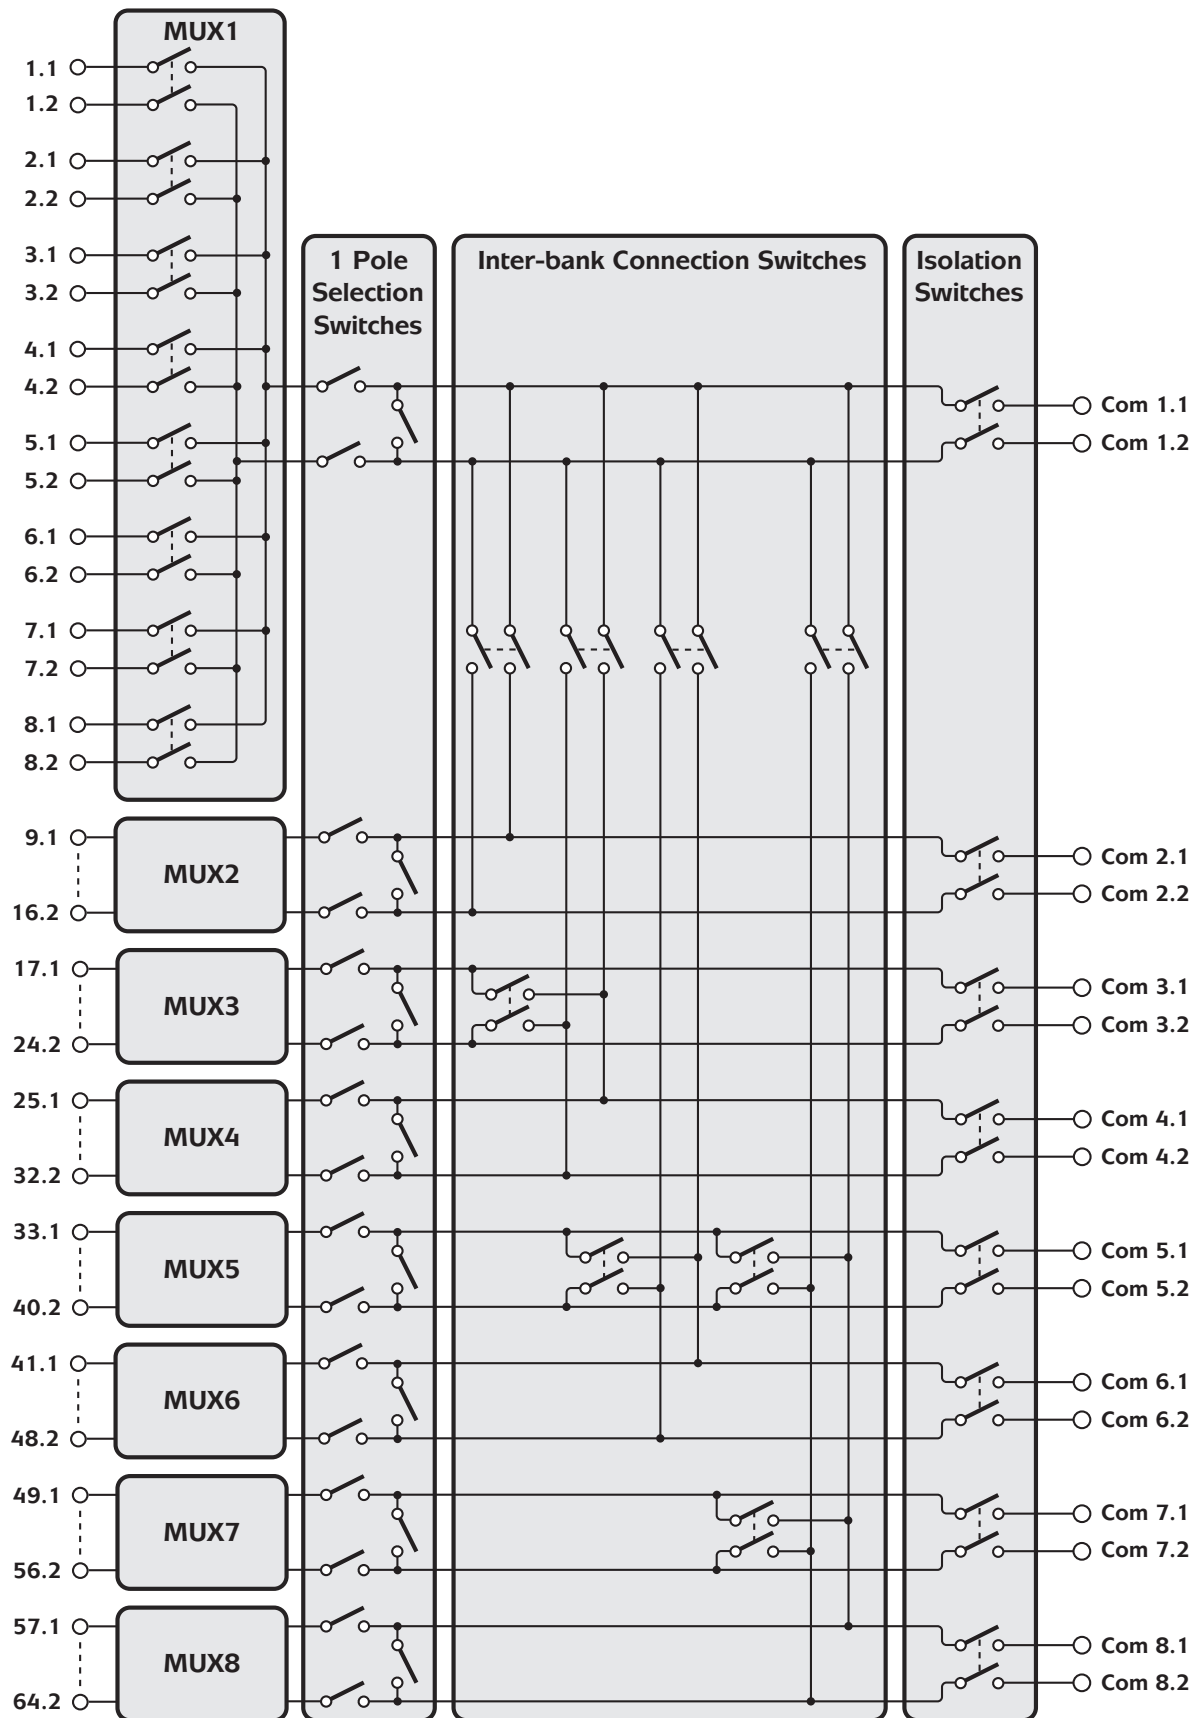 MUX1
1.1
1.2
2.1
2.2
3.1
3.2
4.1
4.2
5.1
5.2
6.1
6.2
7.1
7.2
8.1
8.2
1 Pole
Selection
Switches
Inter-bank Connection Switches
Isolation
Switches
Com 1.1
Com 1.2
9.1
16.2
MUX2
Com 2.1
Com 2.2
17.1
24.2
MUX3
Com 3.1
Com 3.2
25.1
32.2
MUX4
Com 4.1
Com 4.2
33.1
40.2
MUX5
Com 5.1
Com 5.2
41.1
48.2
MUX6
Com 6.1
Com 6.2
49.1
56.2
MUX7
Com 7.1
Com 7.2
57.1
64.2
MUX8
Com 8.1
Com 8.2